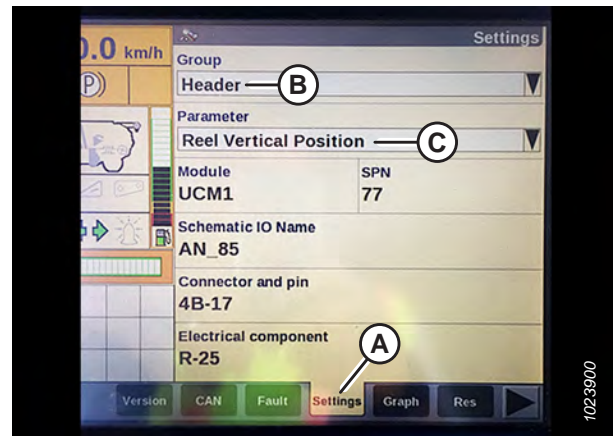 Settings
0.0 km/h
Group
Header
B
(P)
Parameter
Reel Vertical Position
C
Module
SPN
UCM1
77
Schematic IO Name
AN_85
Connector and pin
4B-17
Electrical component
A
R-25
Version CAN Fault Settings Graph Res
1023900